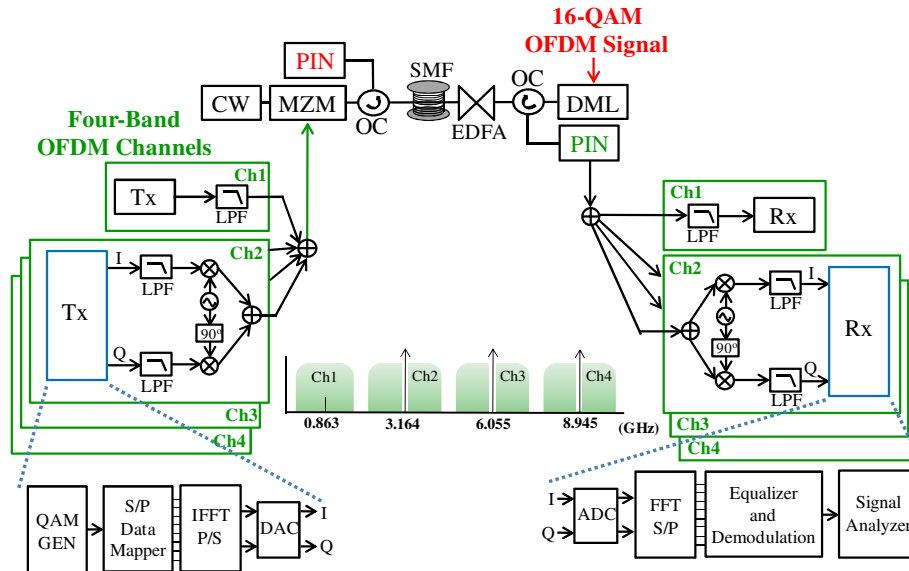 16-QAM
OFDM Signal
PIN
SMF
OC
CW
MZM
DML
OC
EDFA
PIN
Four-Band
OFDM Channels
Ch1
Tx
LPF
Ch1
Rx
LPF
Ch2
I
LPF
Tx
90°
Q
LPF
Ch3
Ch4
Ch2
I
LPF
Rx
90°
Q
LPF
Ch3
Ch4
Ch1
Ch2
Ch3
Ch4
0.863
3.164
6.055
8.945
(GHz)
QAM
GEN
S/P
Data
Mapper
IFFT
P/S
DAC
I
Q
I
Q
ADC
FFT
S/P
Equalizer
and
Demodulation
Signal
Analyzer